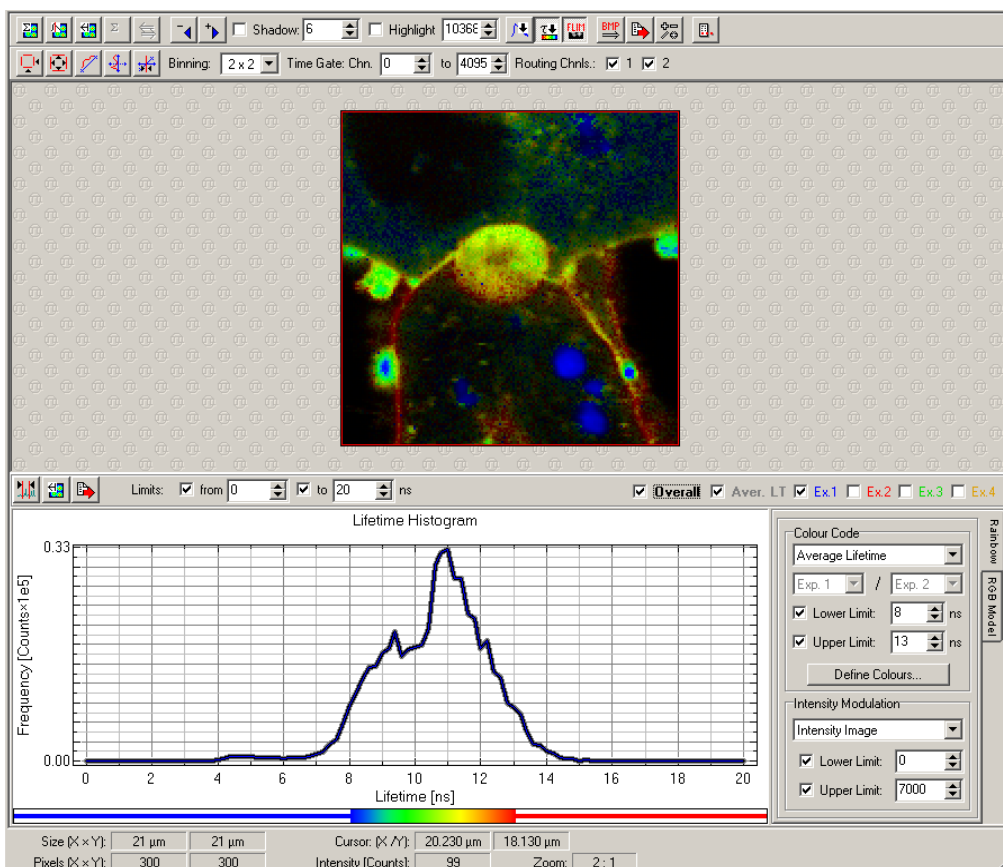 Shadow: 6 Highlight 10366 BMP FLIM
Binning: 2 x 2 Time Gate: Chn. 0 to 4095 Routing Chnls.: 1 2
Limits: from 0 to 20 ns Overall Aver. LT Ex.1 Ex.2 Ex.3 Ex.4
Lifetime Histogram
0.33
Frequency [Counts×1e5]
0.00
0 2 4 6 8 10 12 14 16 18 20
Lifetime [ns]
Colour Code
Average Lifetime
Exp. 1 / Exp. 2
Lower Limit: 8 ns
Upper Limit: 13 ns
Define Colours...
Intensity Modulation
Intensity Image
Lower Limit: 0
Upper Limit: 7000
Rainbow
RGB Model
Size (X × Y): 21 µm 21 µm Cursor: (X /Y): 20.230 µm 18.130 µm
Pixels (X × Y): 300 300 Intensity [Counts]: 99 Zoom: 2 : 1